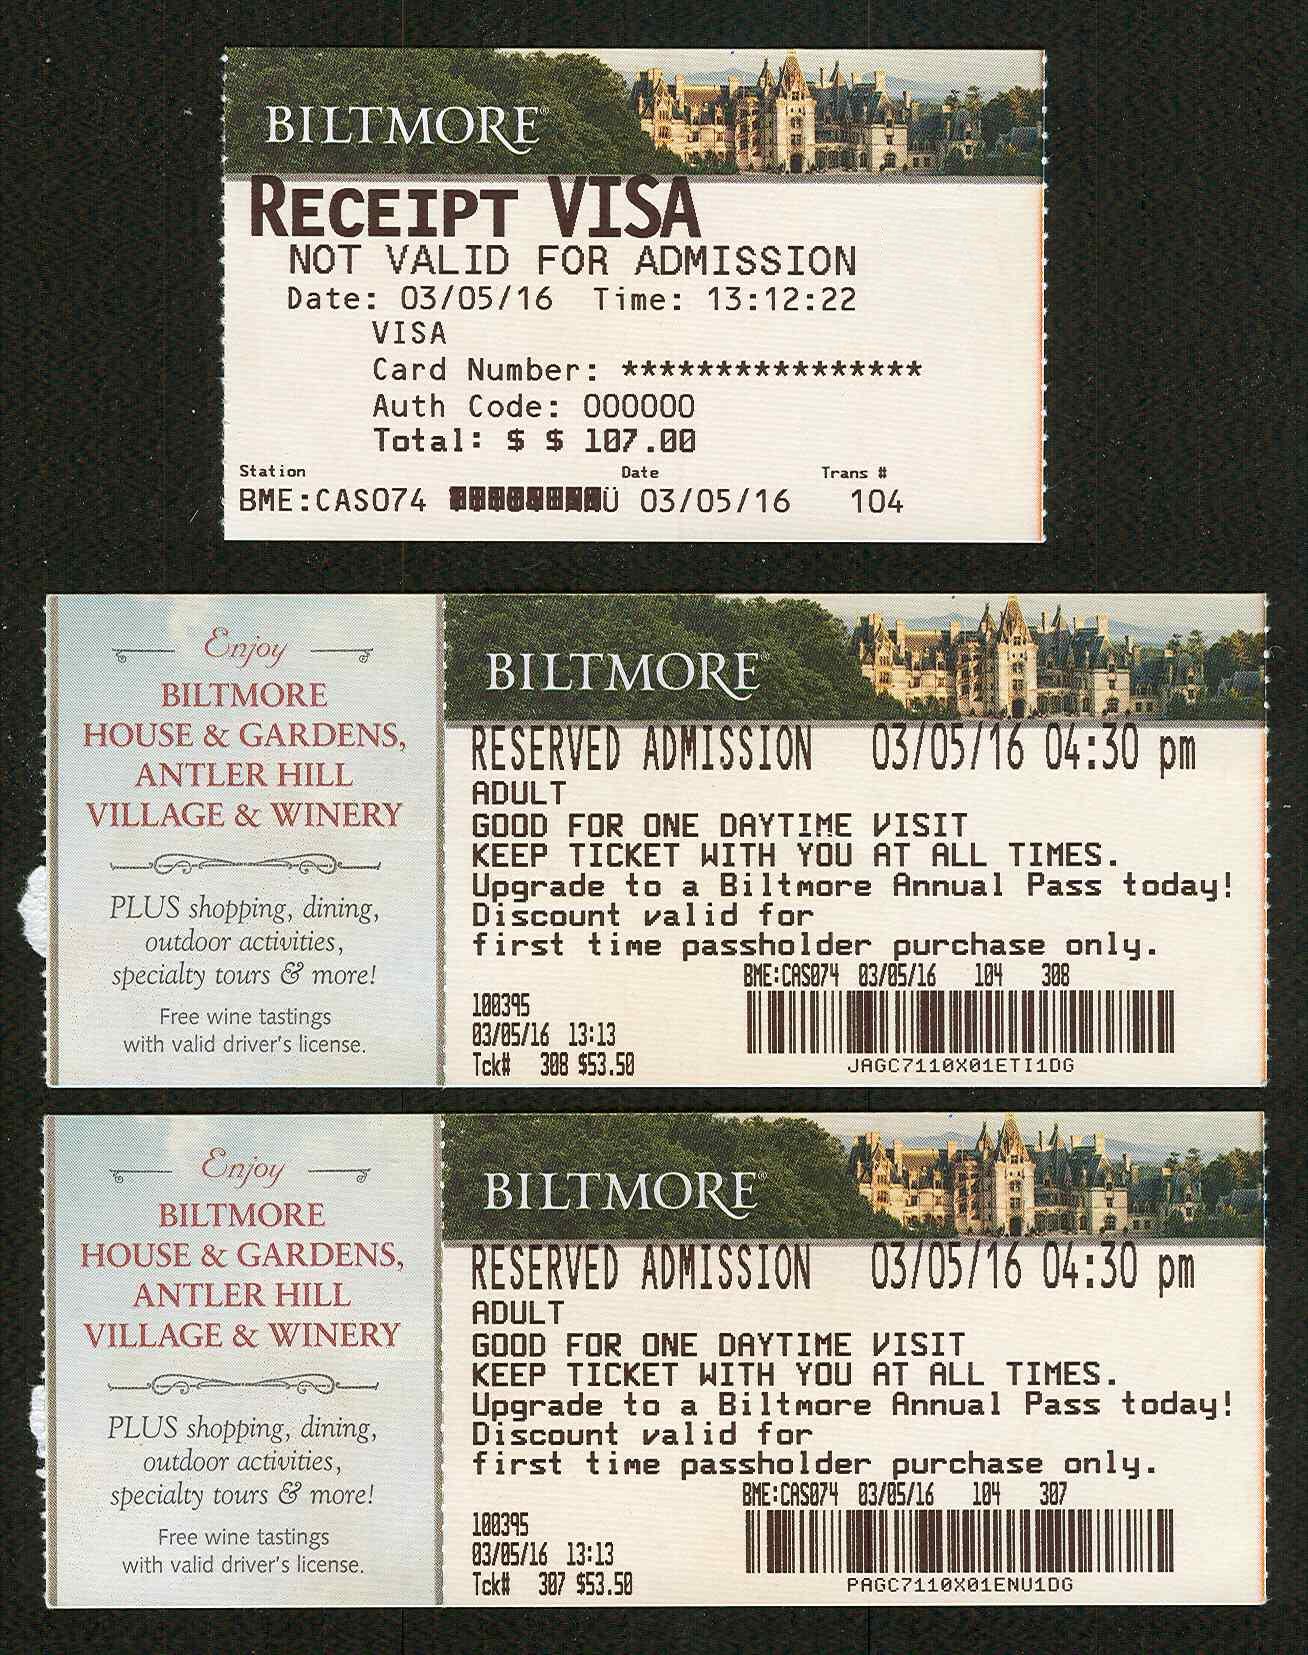 BILTMORE®
RECEIPT VISA
NOT VALID FOR ADMISSION
Date: 03/05/16 Time: 13:12:22
VISA
Card Number: ****************
Auth Code: 000000
Total: $ $ 107.00
Station Date Trans #
BME:CAS074 Ü 03/05/16 104
Enjoy
BILTMORE
HOUSE & GARDENS,
ANTLER HILL
VILLAGE & WINERY
PLUS shopping, dining,
outdoor activities,
specialty tours & more!
Free wine tastings
with valid driver's license.
BILTMORE®
RESERVED ADMISSION 03/05/16 04:30 pm
ADULT
GOOD FOR ONE DAYTIME VISIT
KEEP TICKET WITH YOU AT ALL TIMES.
Upgrade to a Biltmore Annual Pass today!
Discount valid for
first time passholder purchase only.
BME:CAS074 03/05/16 104 308
100395
03/05/16 13:13
Tck# 308 $53.50
JAGC7110X01ETI1DG
Enjoy
BILTMORE
HOUSE & GARDENS,
ANTLER HILL
VILLAGE & WINERY
PLUS shopping, dining,
outdoor activities,
specialty tours & more!
Free wine tastings
with valid driver's license.
BILTMORE®
RESERVED ADMISSION 03/05/16 04:30 pm
ADULT
GOOD FOR ONE DAYTIME VISIT
KEEP TICKET WITH YOU AT ALL TIMES.
Upgrade to a Biltmore Annual Pass today!
Discount valid for
first time passholder purchase only.
BME:CAS074 03/05/16 104 307
100395
03/05/16 13:13
Tck# 307 $53.50
PAGC7110X01ENU1DG